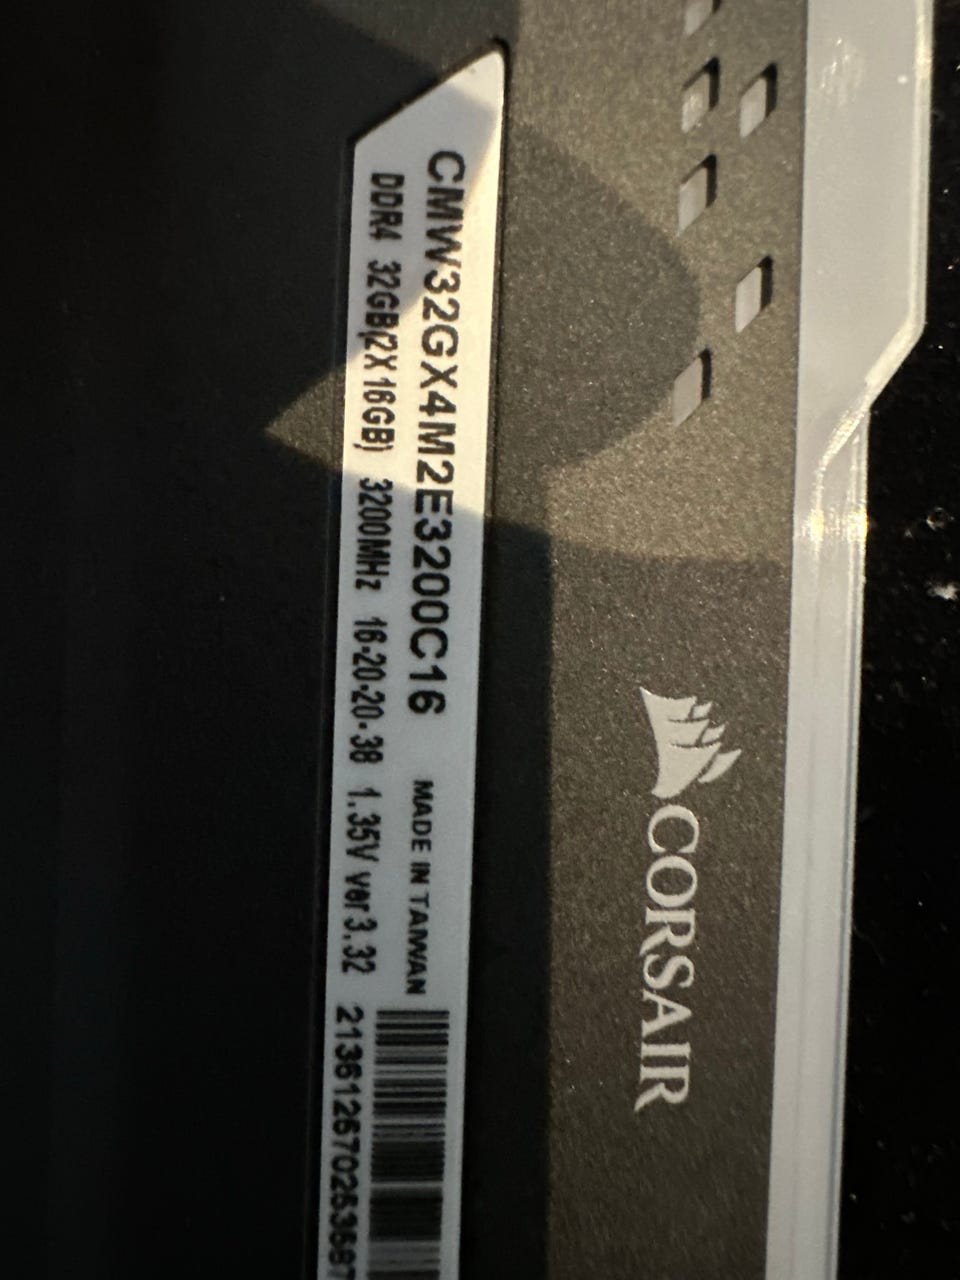 CORSAIR
CMW32GX4M2E3200C16 MADE IN TAIWAN
DDR4 32GB(2X16GB) 3200MHz 16-20-20-38 1.35V ver3.32